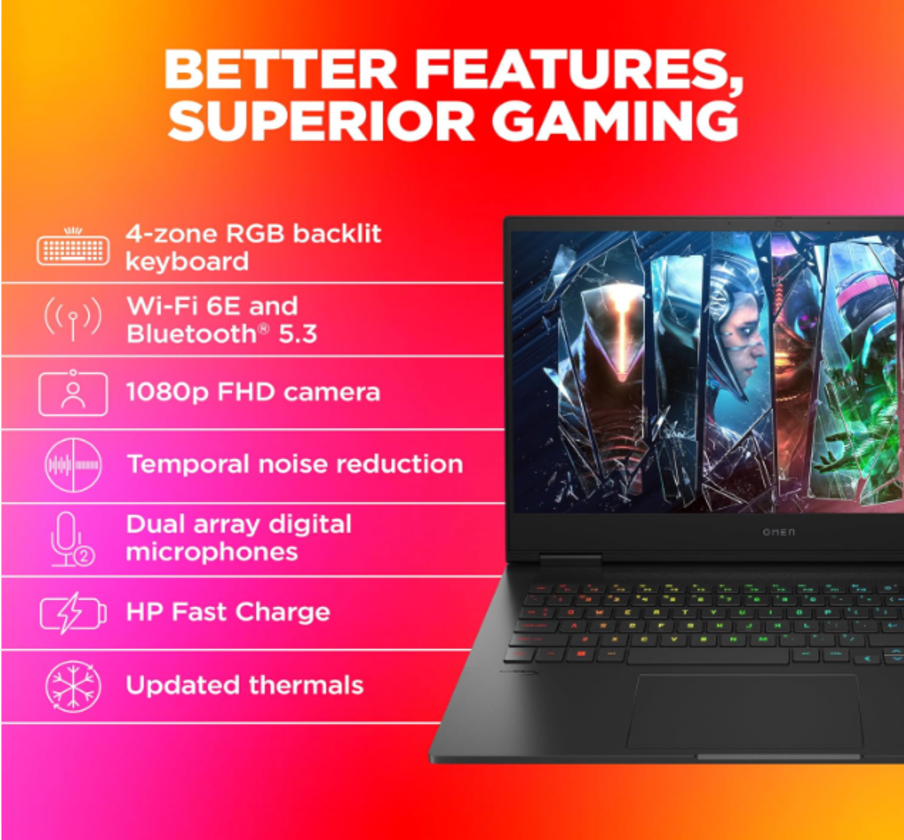 BETTER FEATURES,
SUPERIOR GAMING
4-zone RGB backlit
keyboard
Wi-Fi 6E and
Bluetooth® 5.3
1080p FHD camera
Temporal noise reduction
Dual array digital
microphones
2
HP Fast Charge
Updated thermals
OMEN